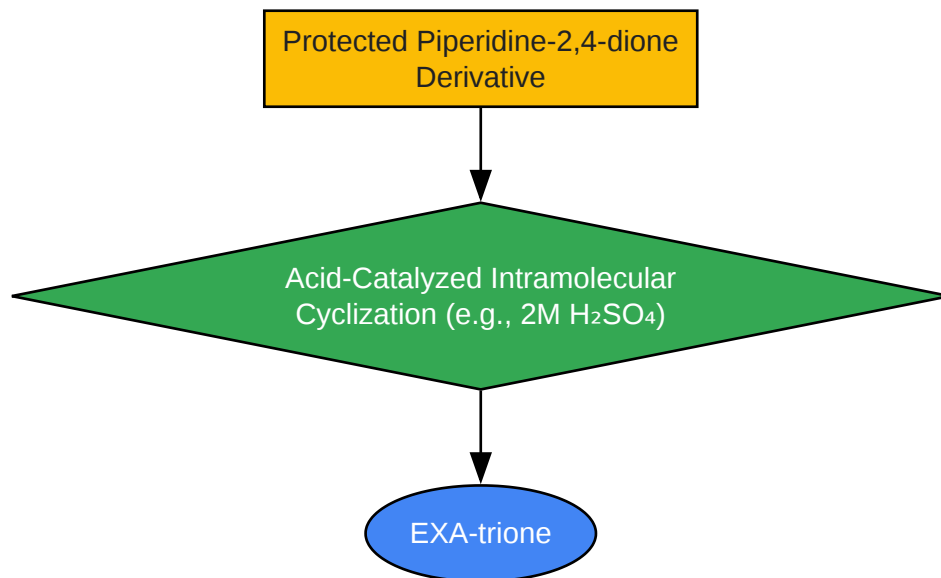 Protected Piperidine-2,4-dione
Derivative
Acid-Catalyzed Intramolecular
Cyclization (e.g., 2M H₂SO₄)
EXA-trione